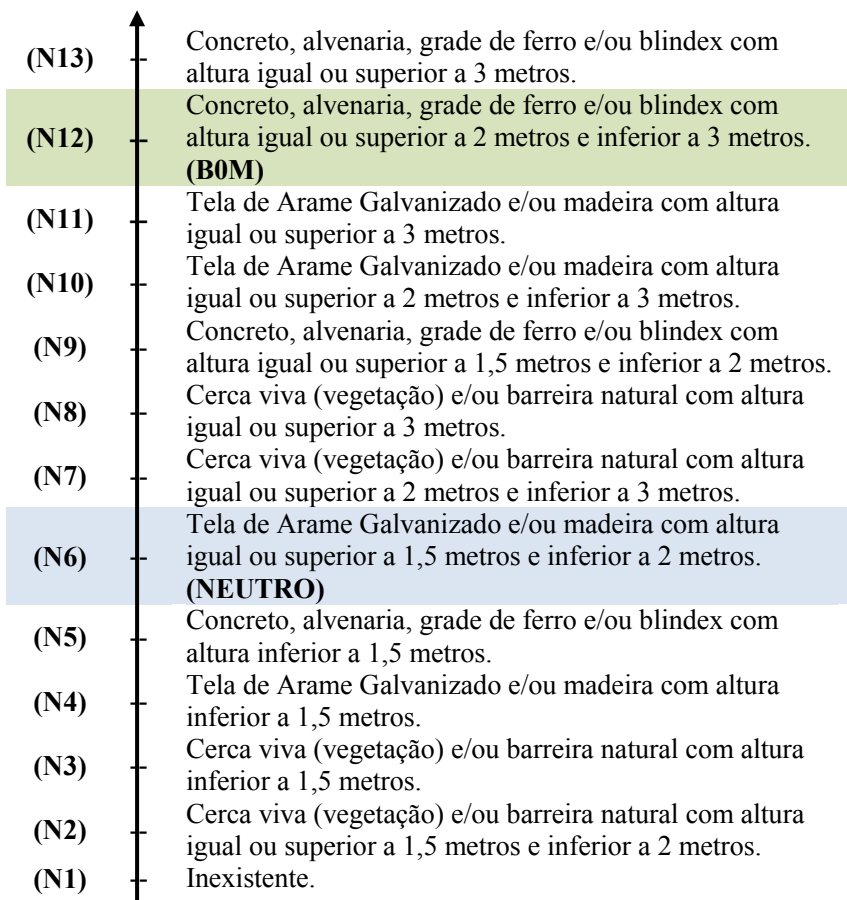 (N13) Concreto, alvenaria, grade de ferro e/ou blindex com
altura igual ou superior a 3 metros.
(N12) Concreto, alvenaria, grade de ferro e/ou blindex com
altura igual ou superior a 2 metros e inferior a 3 metros.
(B0M)
(N11) Tela de Arame Galvanizado e/ou madeira com altura
igual ou superior a 3 metros.
(N10) Tela de Arame Galvanizado e/ou madeira com altura
igual ou superior a 2 metros e inferior a 3 metros.
(N9) Concreto, alvenaria, grade de ferro e/ou blindex com
altura igual ou superior a 1,5 metros e inferior a 2 metros.
(N8) Cerca viva (vegetação) e/ou barreira natural com altura
igual ou superior a 3 metros.
(N7) Cerca viva (vegetação) e/ou barreira natural com altura
igual ou superior a 2 metros e inferior a 3 metros.
(N6) Tela de Arame Galvanizado e/ou madeira com altura
igual ou superior a 1,5 metros e inferior a 2 metros.
(NEUTRO)
(N5) Concreto, alvenaria, grade de ferro e/ou blindex com
altura inferior a 1,5 metros.
(N4) Tela de Arame Galvanizado e/ou madeira com altura
inferior a 1,5 metros.
(N3) Cerca viva (vegetação) e/ou barreira natural com altura
inferior a 1,5 metros.
(N2) Cerca viva (vegetação) e/ou barreira natural com altura
igual ou superior a 1,5 metros e inferior a 2 metros.
(N1) Inexistente.